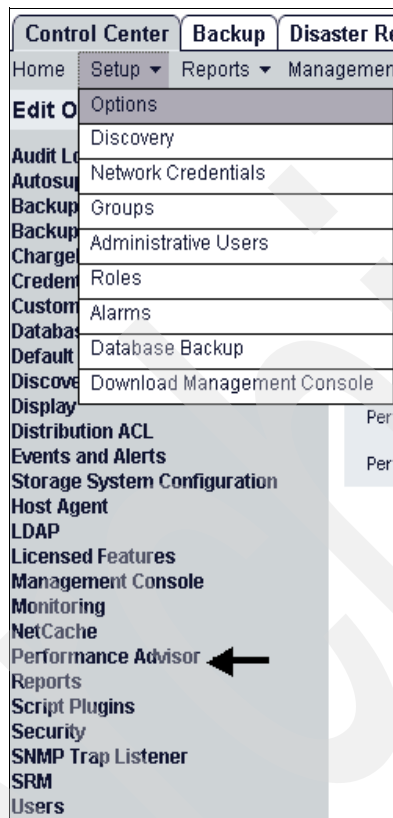 Control Center Backup Disaster Re
Home Setup Reports Managemen
Edit O
Options
Discovery
Network Credentials
Groups
Administrative Users
Roles
Alarms
Database Backup
Download Management Console
Audit Lo
Autosup
Backup
Backup
Charge
Creden
Custom
Databas
Default
Discove
Display
Distribution ACL
Events and Alerts
Storage System Configuration
Host Agent
LDAP
Licensed Features
Management Console
Monitoring
NetCache
Performance Advisor
Reports
Script Plugins
Security
SNMP Trap Listener
SRM
Users
Per
Per